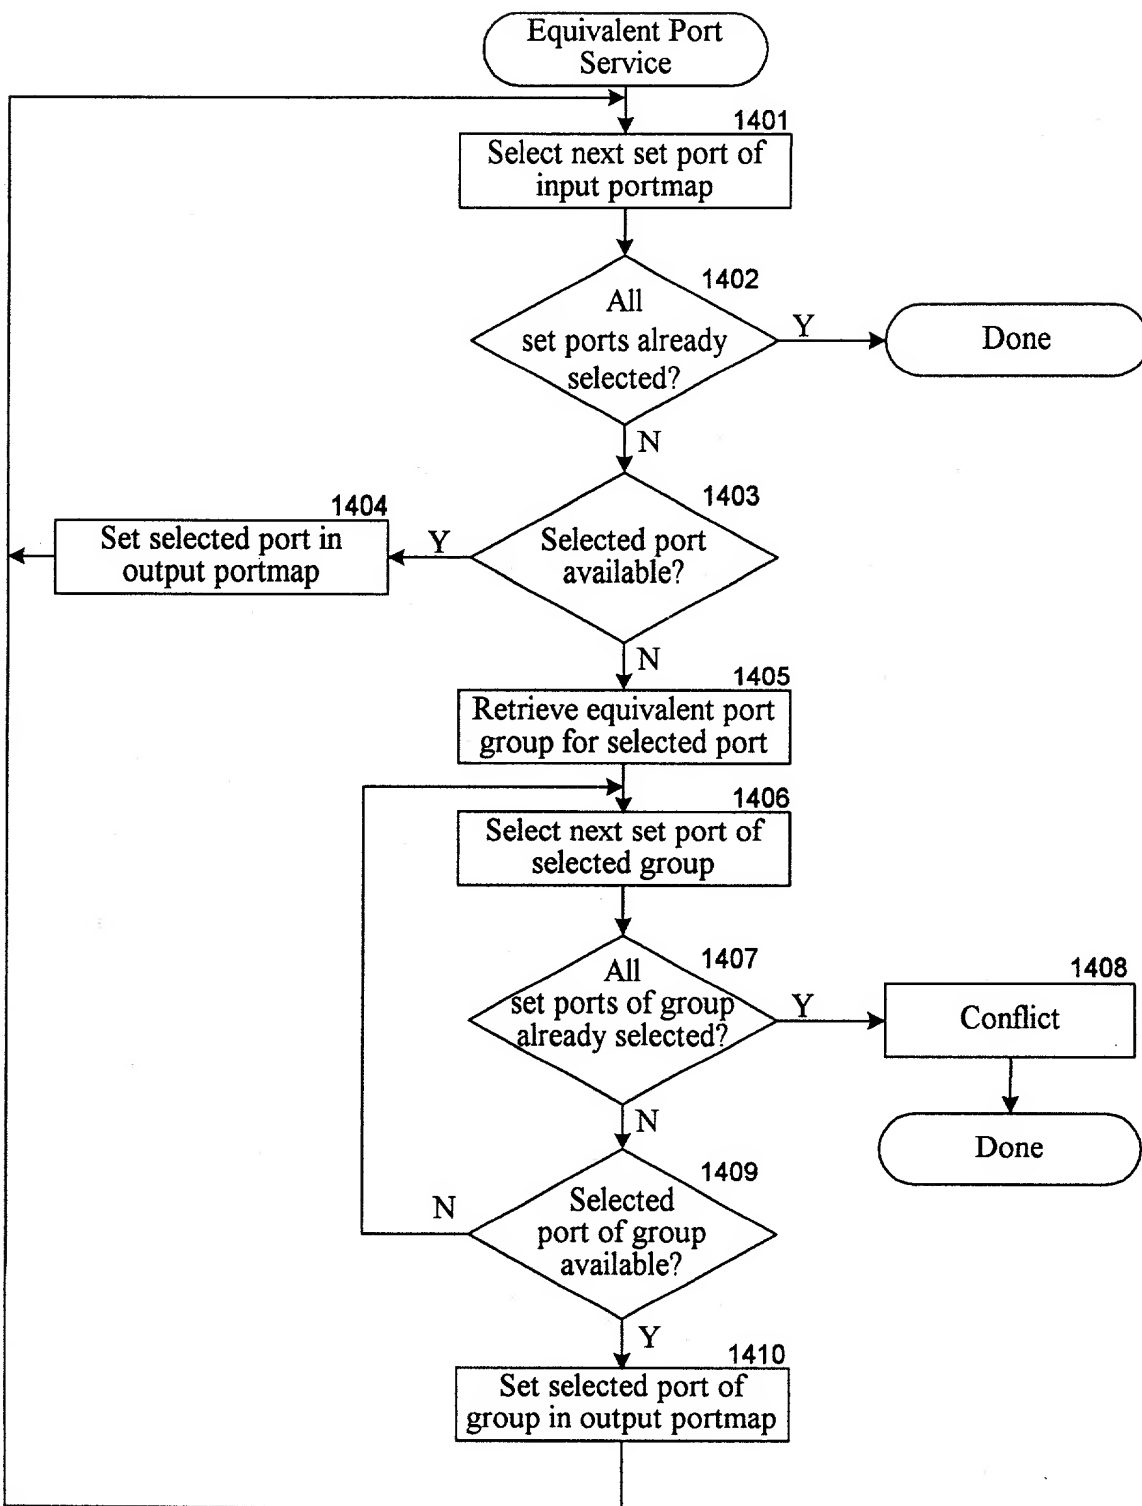 Equivalent Port
Service
1401
Select next set port of
input portmap
1402
All
set ports already
selected?
Y
Done
N
1403
Selected port
available?
Y
1404
Set selected port in
output portmap
N
1405
Retrieve equivalent port
group for selected port
1406
Select next set port of
selected group
1407
All
set ports of group
already selected?
Y
1408
Conflict
Done
N
1409
Selected
port of group
available?
N
Y
1410
Set selected port of
group in output portmap